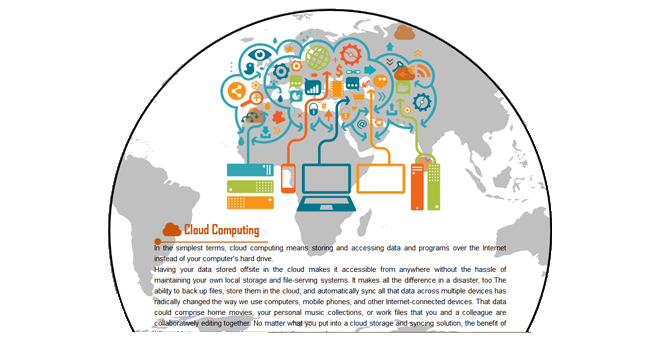 Cloud Computing
In the simplest terms, cloud computing means storing and accessing data and programs over the Internet
instead of your computer's hard drive.
Having your data stored offsite in the cloud makes it accessible from anywhere without the hassle of
maintaining your own local storage and file-serving systems. It makes all the difference in a disaster, too.The
ability to back up files, store them in the cloud, and automatically sync all that data across multiple devices has
radically changed the way we use computers, mobile phones, and other Internet-connected devices. That data
could comprise home movies, your personal music collections, or work files that you and a colleague are
collaboratively editing together. No matter what you put into a cloud storage and syncing solution, the benefit of